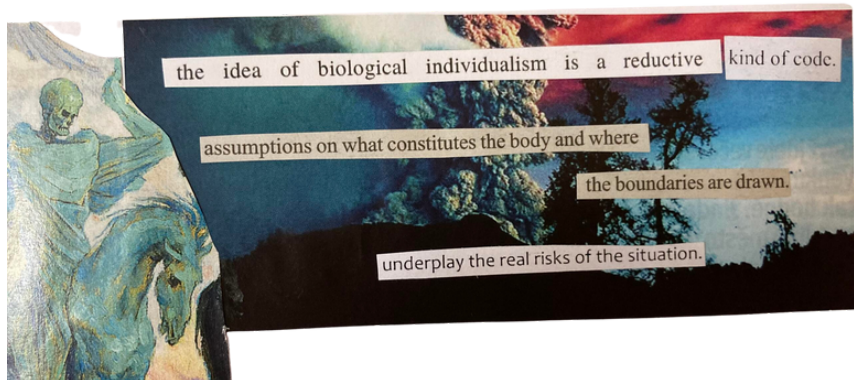 the idea of biological individualism is a reductive kind of code.
assumptions on what constitutes the body and where
the boundaries are drawn.
underplay the real risks of the situation.